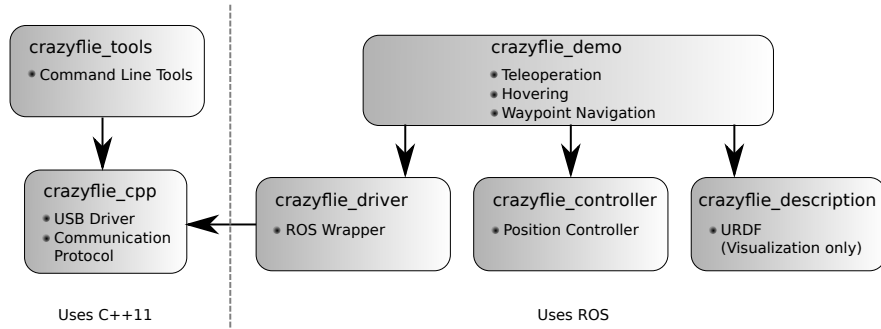 crazyflie_tools
Command Line Tools
crazyflie_cpp
USB Driver
Communication
Protocol
Uses C++11
crazyflie_demo
Teleoperation
Hovering
Waypoint Navigation
crazyflie_driver
ROS Wrapper
crazyflie_controller
Position Controller
crazyflie_description
URDF
(Visualization only)
Uses ROS